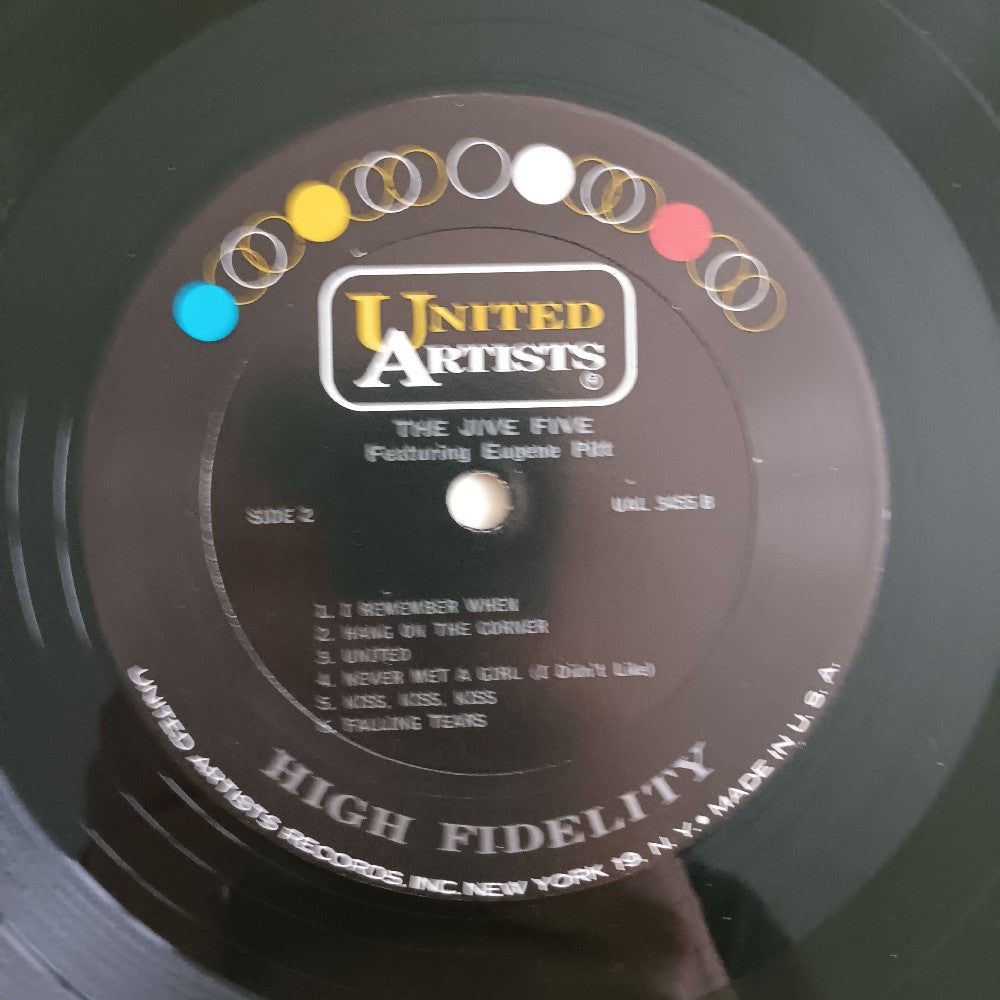 UNITED
ARTISTS
®
THE JIVE FIVE
Featuring Eugene Pitt
SIDE 2
UAL 3455 B
1. I REMEMBER WHEN
2. HANG ON THE CORNER
3. UNITED
4. NEVER MET A GIRL (I Didn't Like)
5. KISS, KISS, KISS
6. FALLING TEARS
HIGH FIDELITY
UNITED ARTISTS RECORDS, INC. NEW YORK 19, N. Y. • MADE IN U. S. A.